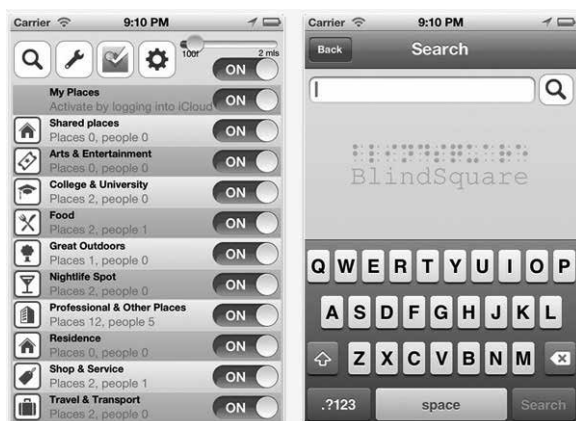 Carrier 9:10 PM
100f 2 mls
ON
My Places
Activate by logging into iCloud ON
Shared places
Places 0, people 0 ON
Arts & Entertainment
Places 0, people 0 ON
College & University
Places 2, people 0 ON
Food
Places 2, people 1 ON
Great Outdoors
Places 1, people 0 ON
Nightlife Spot
Places 2, people 0 ON
Professional & Other Places
Places 12, people 5 ON
Residence
Places 0, people 0 ON
Shop & Service
Places 2, people 1 ON
Travel & Transport
Places 2, people 0 ON
Carrier 9:10 PM
Back Search
BlindSquare
Q W E R T Y U I O P
A S D F G H J K L
Z X C V B N M
.?123 space Search